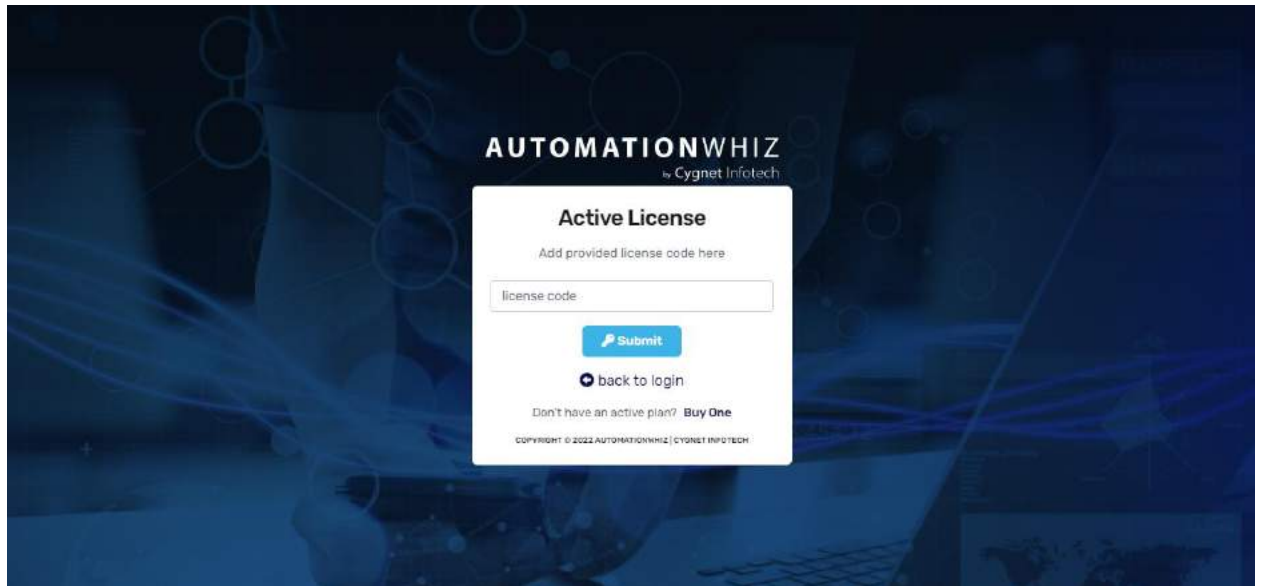 AUTOMATIONWHIZ
by Cygnet Infotech
Active License
Add provided license code here
license code
Submit
back to login
Don't have an active plan? Buy One
COPYRIGHT © 2022 AUTOMATIONWHIZ | CYGNET INFOTECH